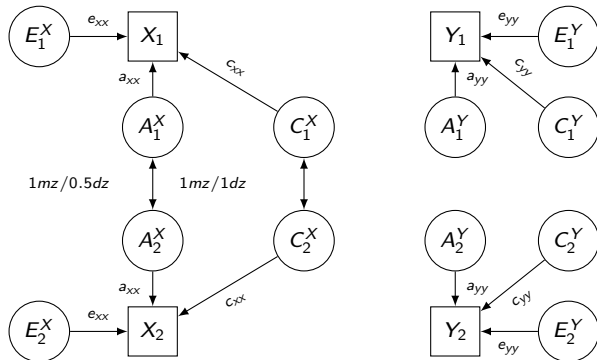 E_1^X e_xx X_1 Y_1 e_yy E_1^Y
a_xx c_xx a_yy c_yy
A_1^X C_1^X A_1^Y C_1^Y
1mz/0.5dz 1mz/1dz
A_2^X C_2^X A_2^Y C_2^Y
a_xx c_xx a_yy c_yy
E_2^X e_xx X_2 Y_2 e_yy E_2^Y